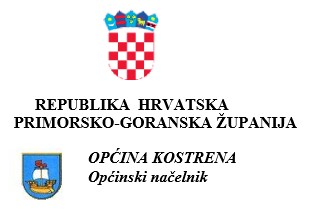 REPUBLIKA HRVATSKA
PRIMORSKO-GORANSKA ŽUPANIJA
OPĆINA KOSTRENA
Općinski načelnik